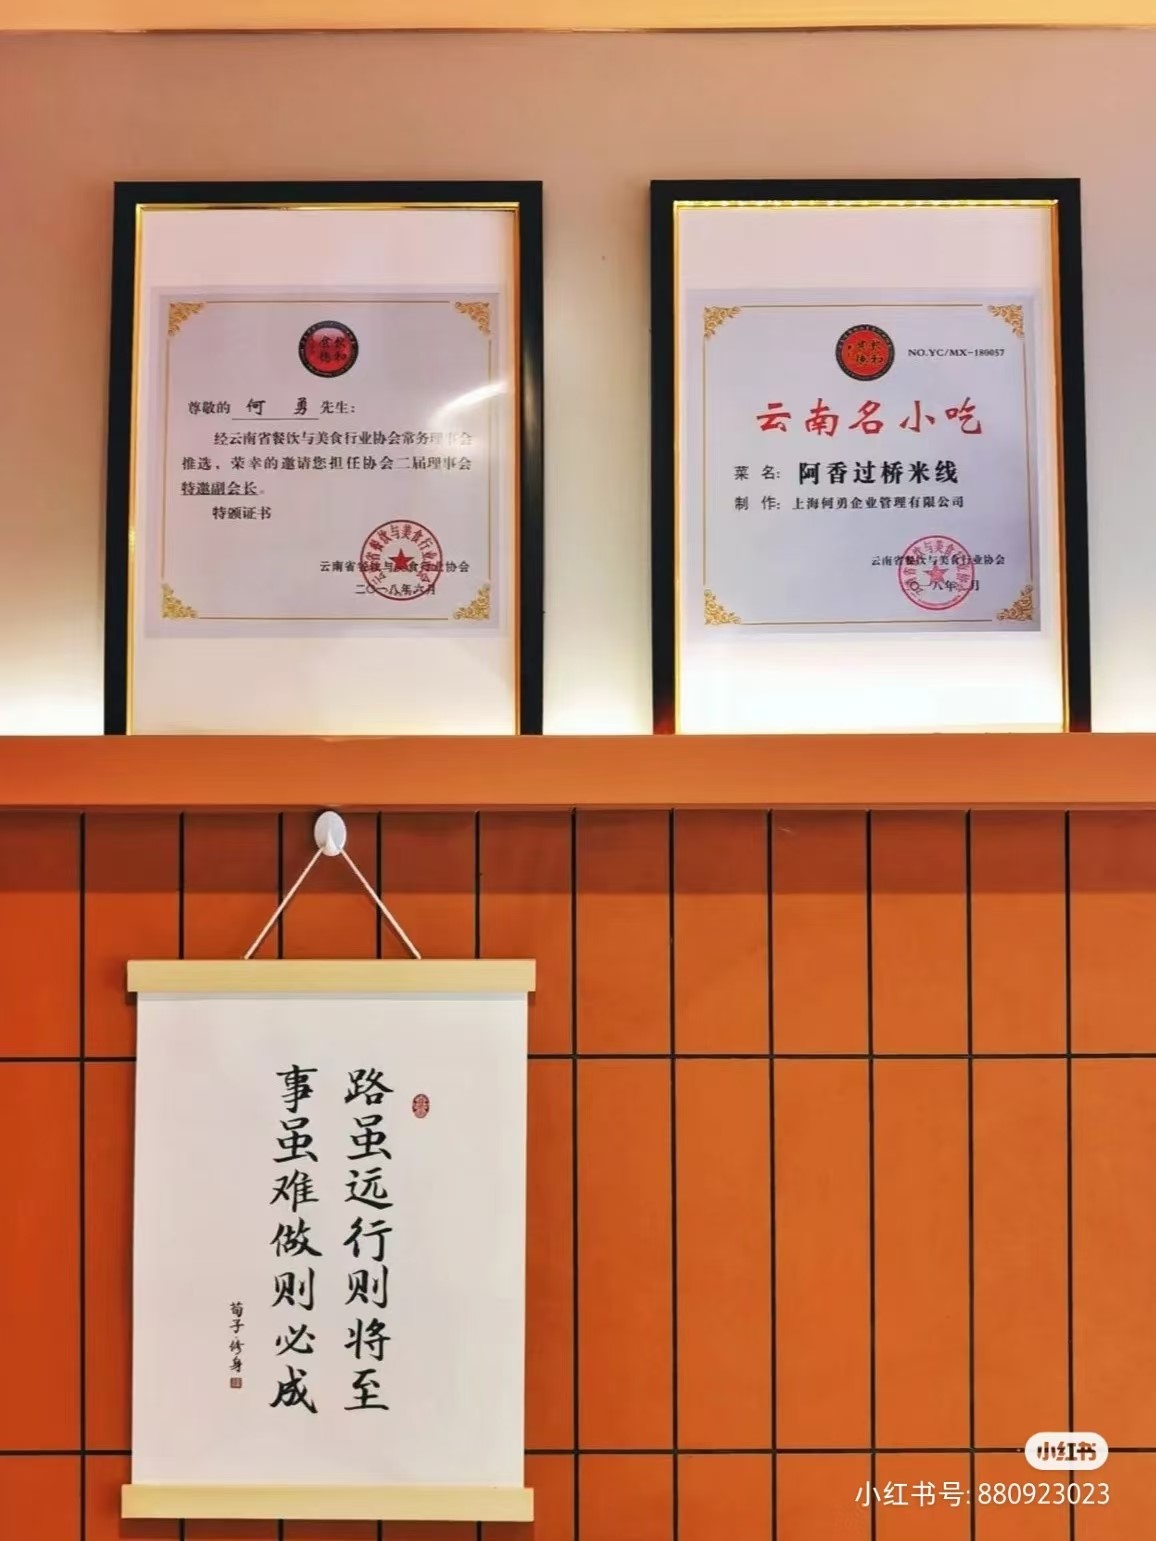 尊敬的 何 勇 先生：
经云南省餐饮与美食行业协会常务理事会
推选，荣幸的邀请您担任协会二届理事会
特邀副会长。
特颁证书
云南省餐饮与美食行业协会
二〇一八年六月
NO.YC/MX-180057
云南名小吃
菜 名：阿香过桥米线
制 作：上海何勇企业管理有限公司
云南省餐饮与美食行业协会
路虽远行则将至
事虽难做则必成
荀子·修身
小红书
小红书号: 880923023